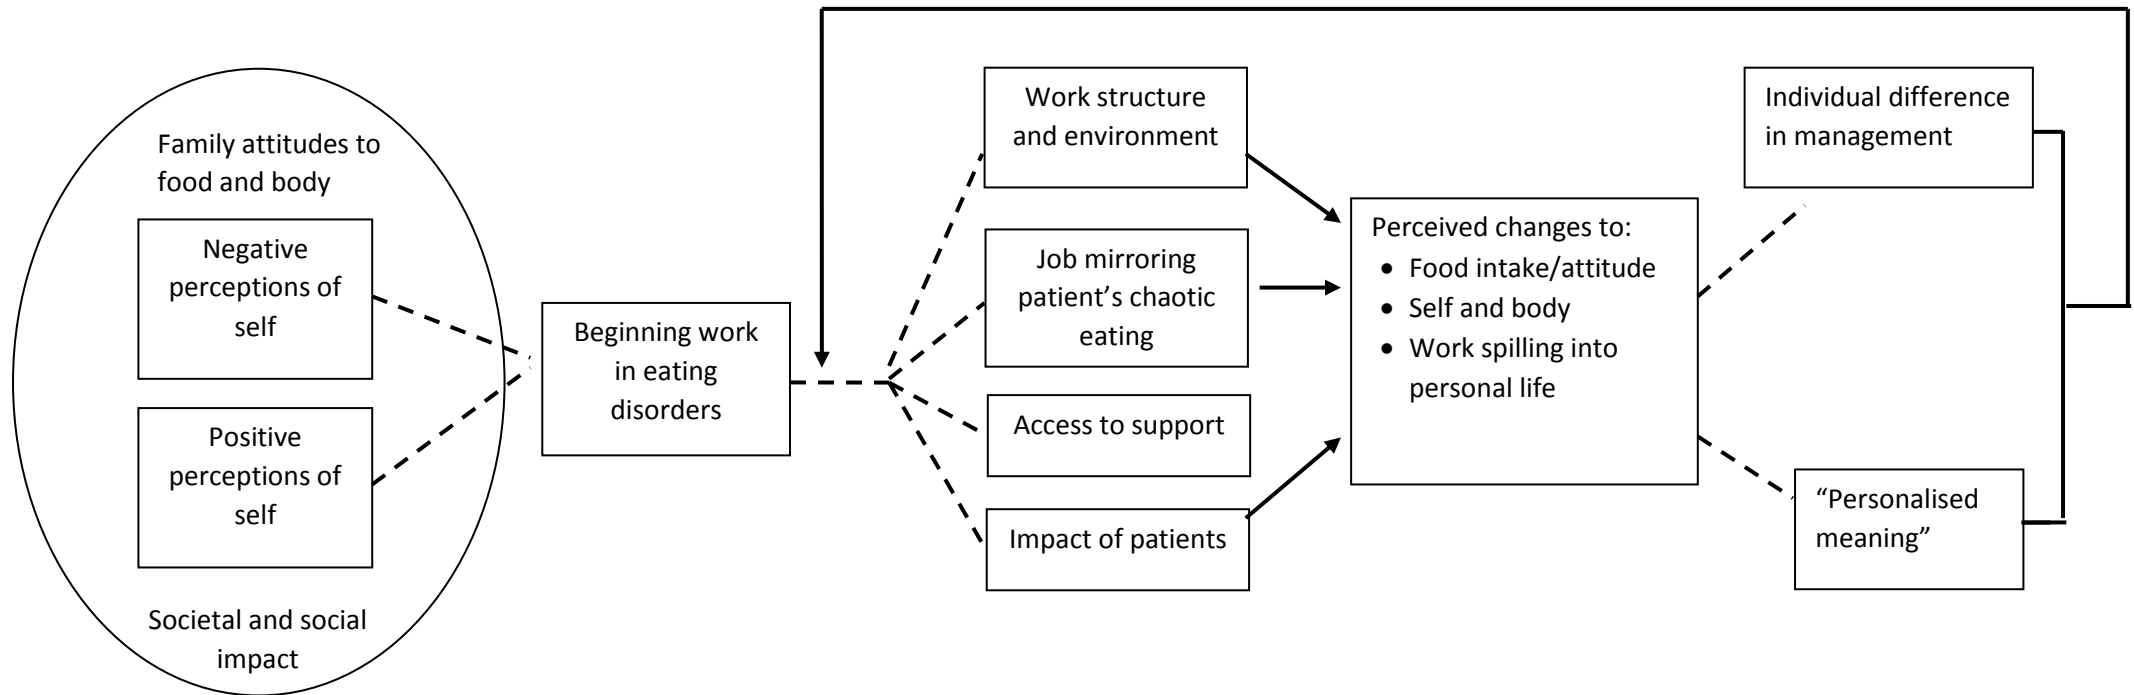 Family attitudes to
food and body
Negative
perceptions of
self
Positive
perceptions of
self
Societal and social
impact
Beginning work
in eating
disorders
Work structure
and environment
Job mirroring
patient’s chaotic
eating
Access to support
Impact of patients
Perceived changes to:
• Food intake/attitude
• Self and body
• Work spilling into
personal life
Individual difference
in management
“Personalised
meaning”